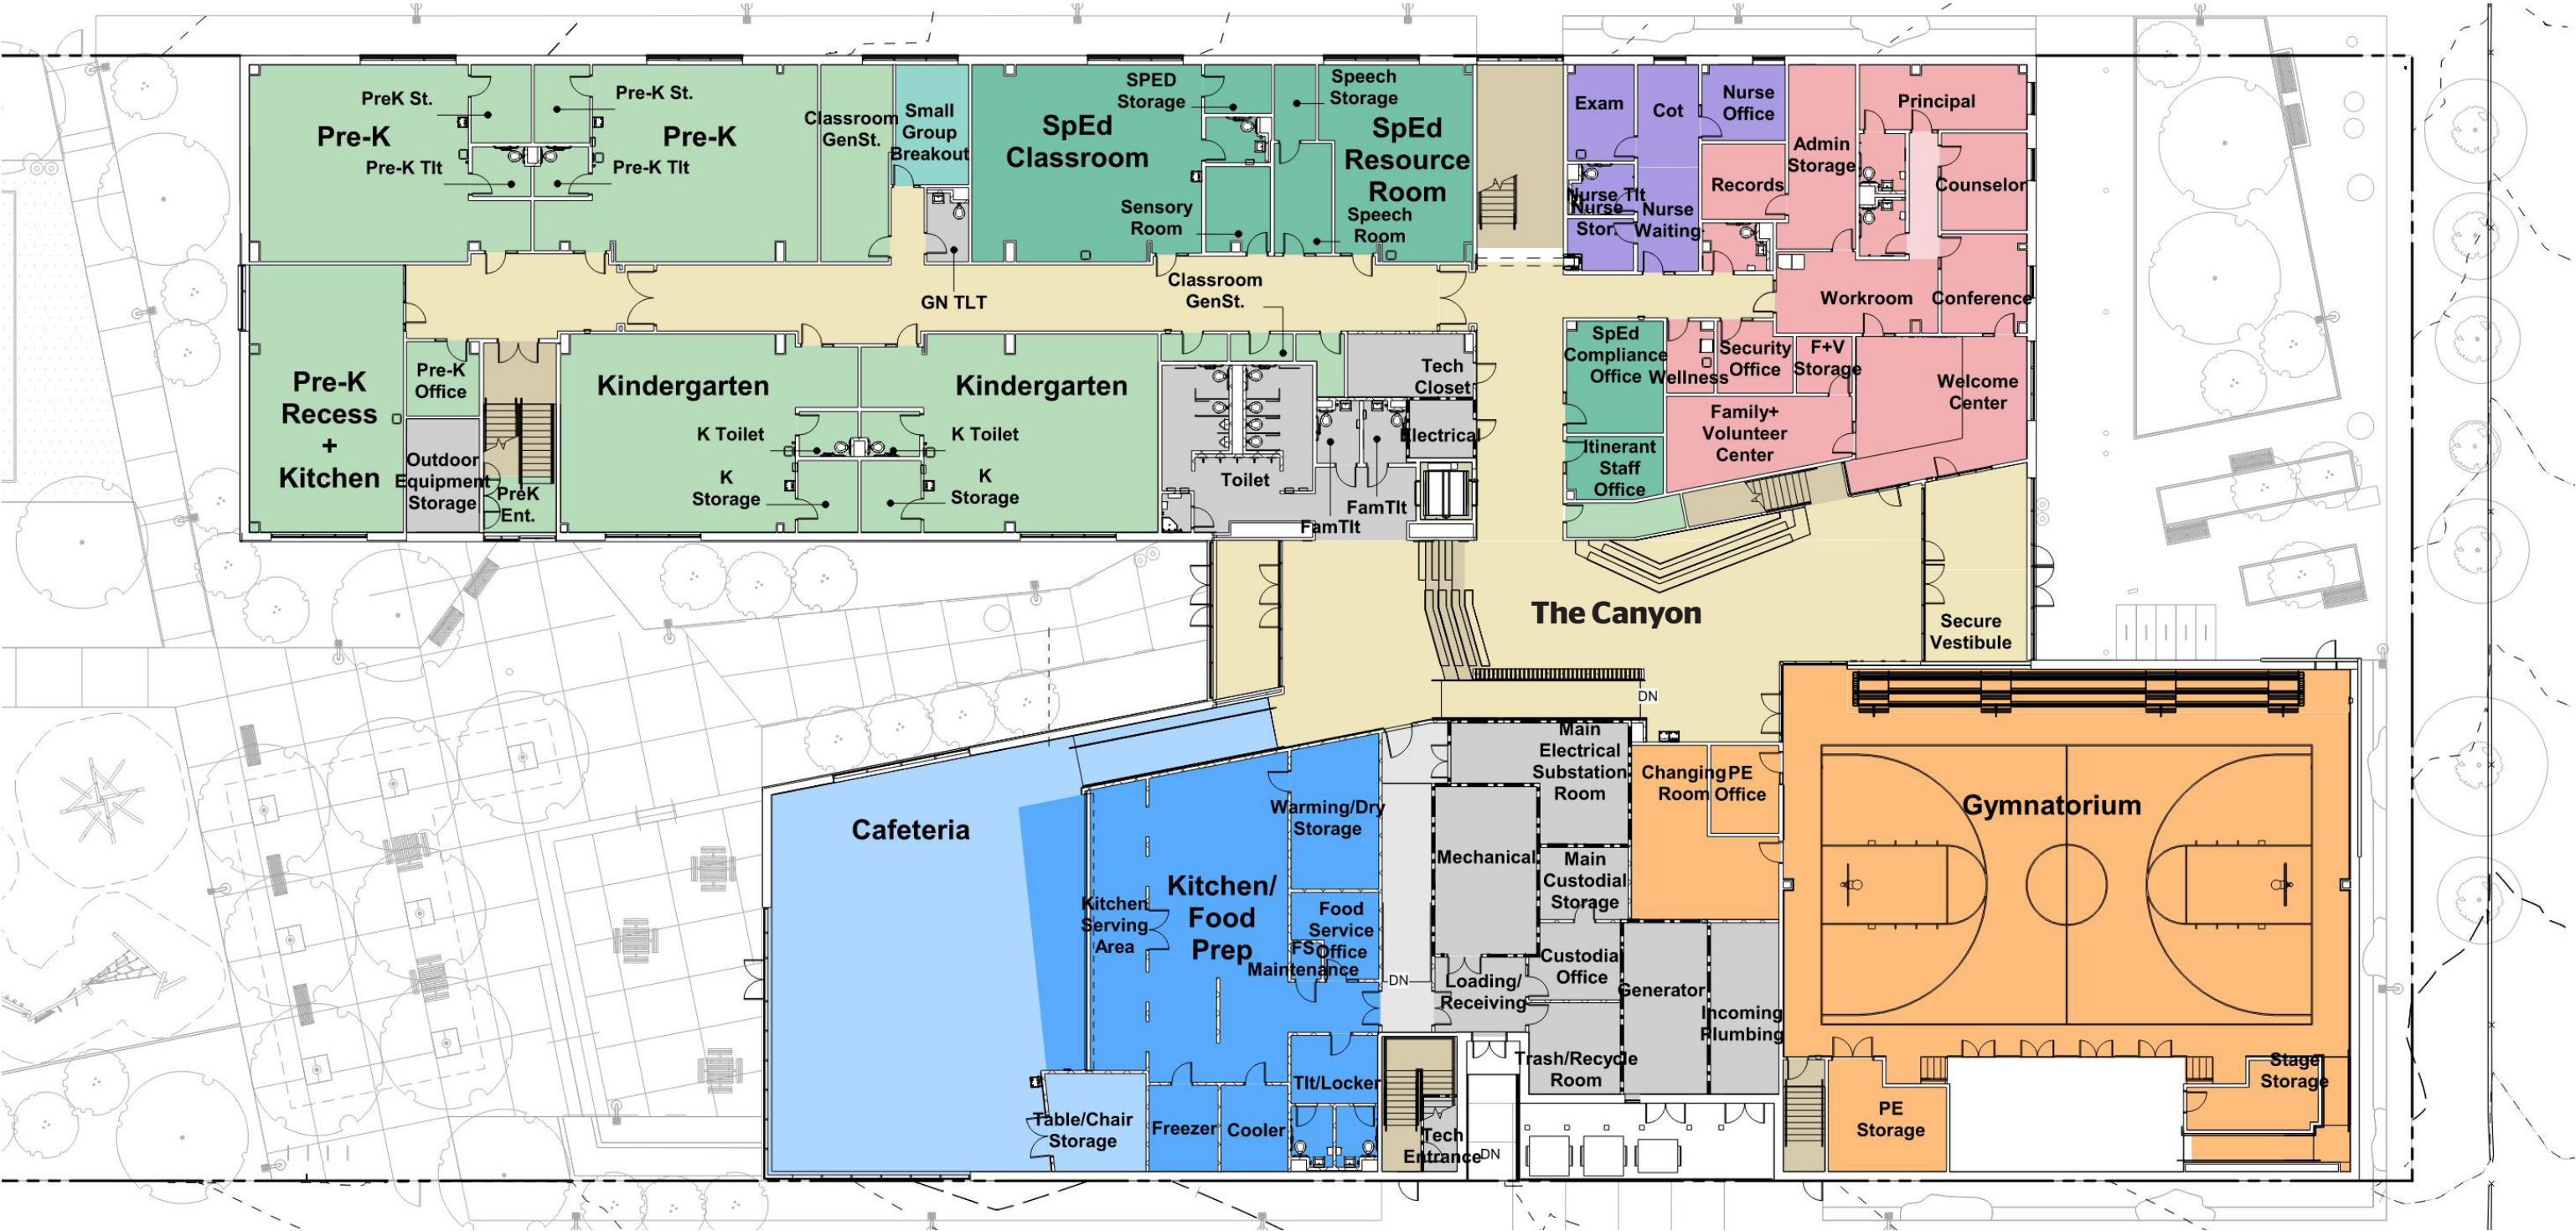 PreK St.
Pre-K
Pre-K Tlt
Pre-K St.
Pre-K
Pre-K Tlt
Classroom
GenSt.
Small
Group
Breakout
GN TLT
SpEd
Classroom
SPED
Storage
Sensory
Room
Speech
Storage
SpEd
Resource
Room
Speech
Room
Classroom
GenSt.
Exam
Cot
Nurse
Office
Nurse Tlt
Nurse
Stor.
Nurse
Waiting
Records
Admin
Storage
Principal
Counselor
Workroom
Conference
Pre-K
Recess
+
Kitchen
Pre-K
Office
Outdoor
Equipment
Storage
PreK
Ent.
Kindergarten
K Toilet
K
Storage
Kindergarten
K Toilet
K
Storage
Toilet
Tech
Closet
Electrical
FamTlt
FamTlt
SpEd
Compliance
Office
Wellness
Security
Office
F+V
Storage
Welcome
Center
Family+
Volunteer
Center
Itinerant
Staff
Office
The Canyon
Secure
Vestibule
DN
Cafeteria
Kitchen
Serving
Area
Kitchen/
Food
Prep
Warming/Dry
Storage
Food
Service
Office
FS
Maintenance
Table/Chair
Storage
Freezer
Cooler
Tlt/Locker
DN
Main
Electrical
Substation
Room
Mechanical
Main
Custodial
Storage
Custodia
Office
Loading/
Receiving
Generator
Incoming
Plumbing
Trash/Recycle
Room
Tech
Entrance
DN
Changing
Room
PE
Office
Gymnatorium
PE
Storage
Stage
Storage